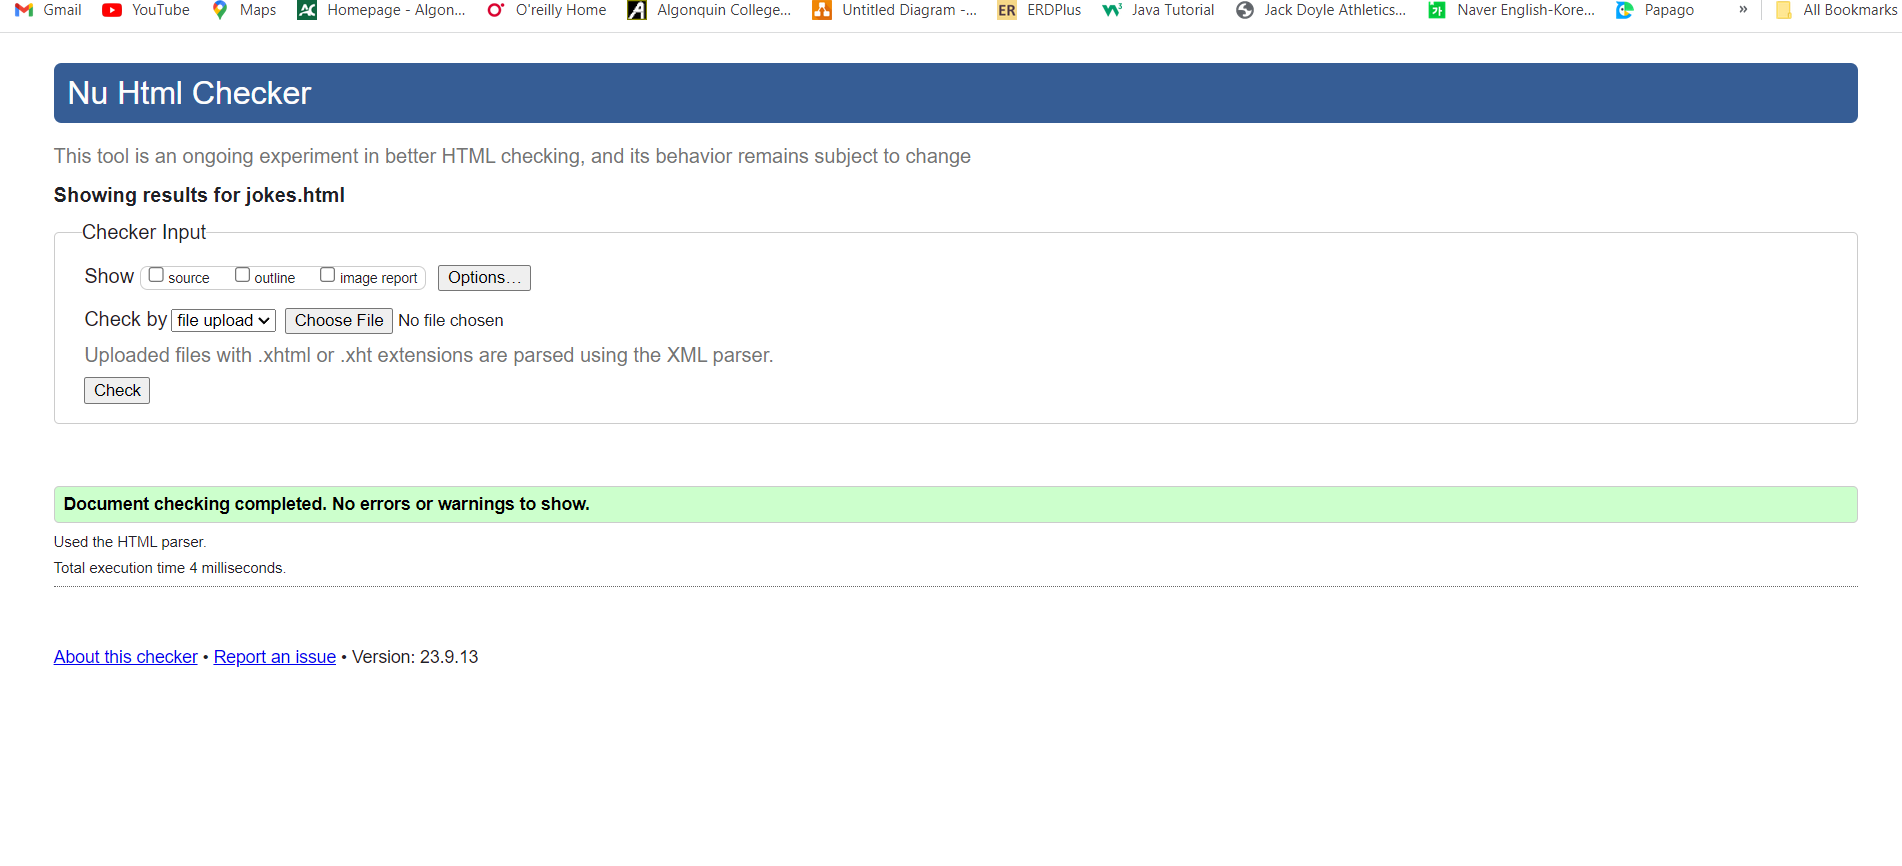 Gmail YouTube Maps Homepage - Algon... O'reilly Home Algonquin College... Untitled Diagram -... ER ERDPlus Java Tutorial Jack Doyle Athletics... Naver English-Kore... Papago » All Bookmarks
Nu Html Checker
This tool is an ongoing experiment in better HTML checking, and its behavior remains subject to change
Showing results for jokes.html
Checker Input
Show source outline image report Options...
Check by file upload Choose File No file chosen
Uploaded files with .xhtml or .xht extensions are parsed using the XML parser.
Check
Document checking completed. No errors or warnings to show.
Used the HTML parser.
Total execution time 4 milliseconds.
About this checker • Report an issue • Version: 23.9.13